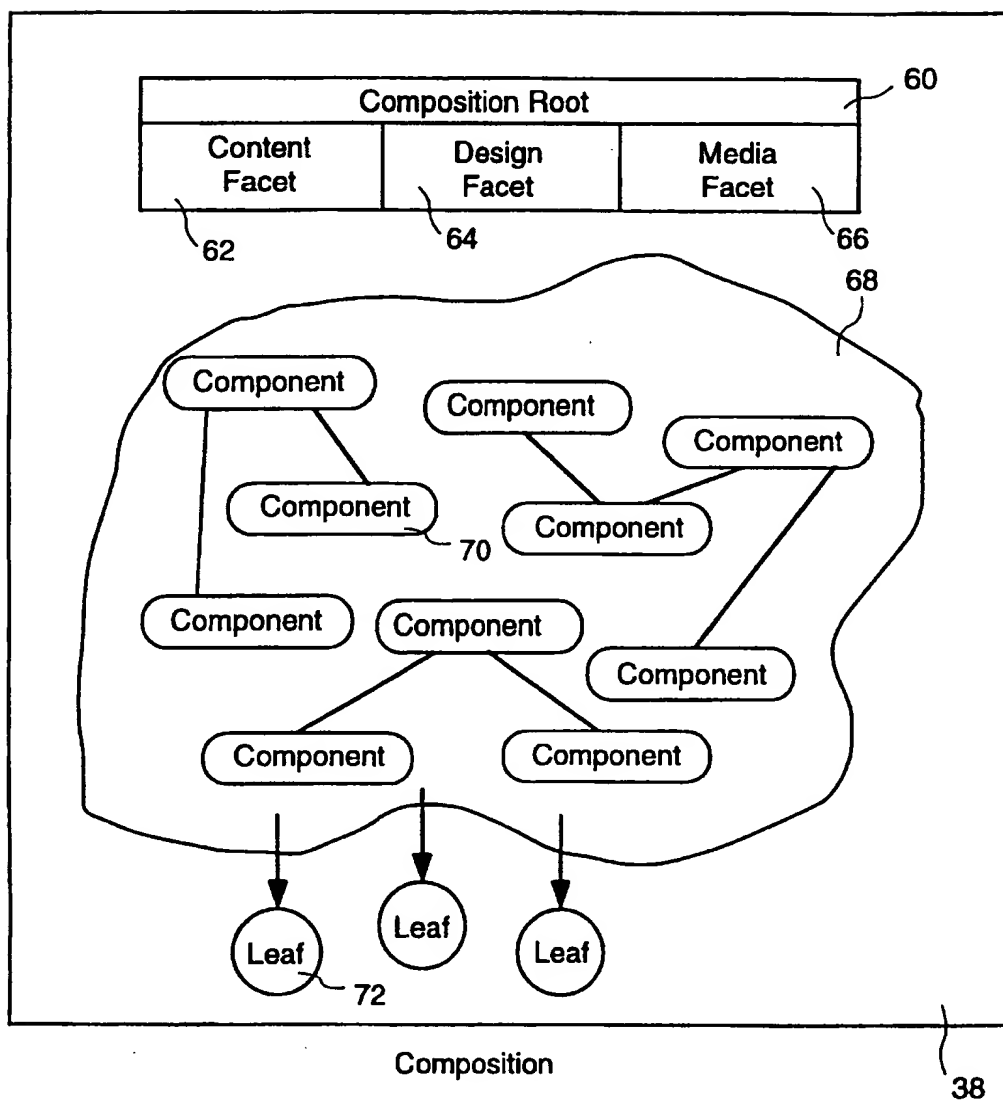 60
Composition Root
Content
Facet
Design
Facet
Media
Facet
62
64
66
68
Component
Component
Component
Component
70
Component
Component
Component
Component
Component
Component
Leaf
Leaf
Leaf
72
Composition
38